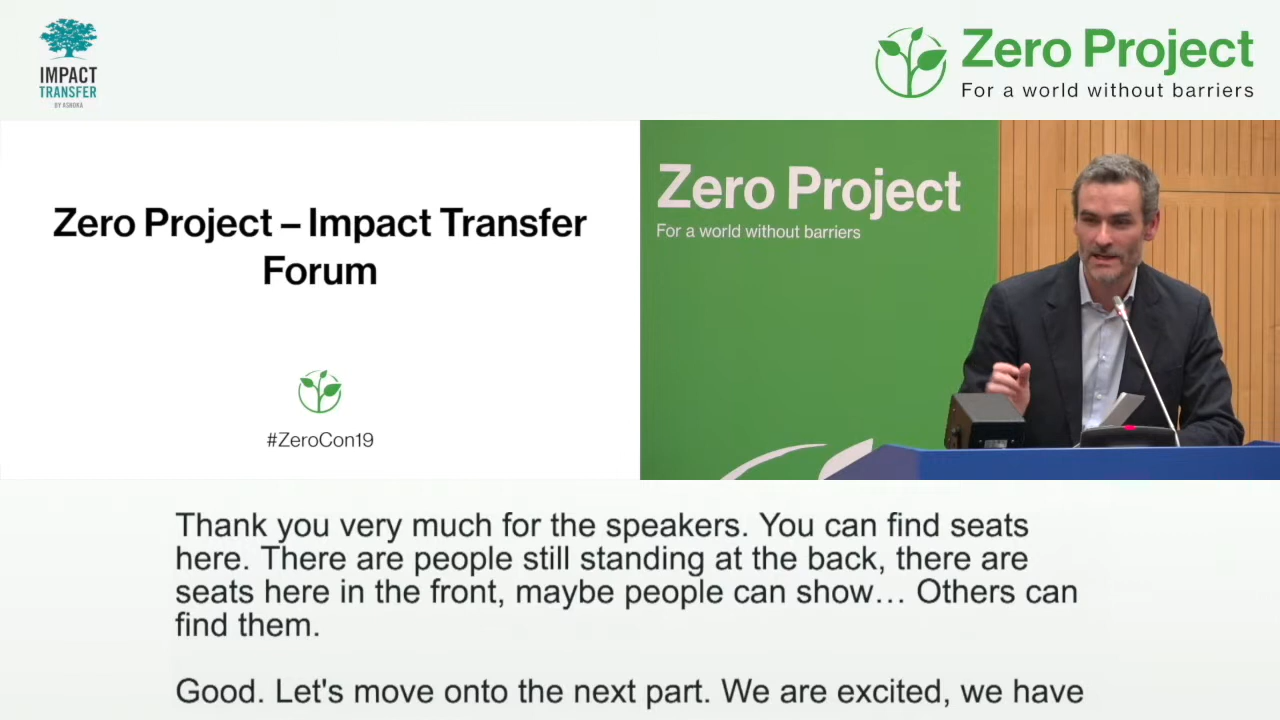 IMPACT
TRANSFER
BY ASHOKA
Zero Project
For a world without barriers
Zero Project – Impact Transfer
Forum
#ZeroCon19
Zero Project
For a world without barriers
Thank you very much for the speakers. You can find seats
here. There are people still standing at the back, there are
seats here in the front, maybe people can show… Others can
find them.
Good. Let's move onto the next part. We are excited, we have